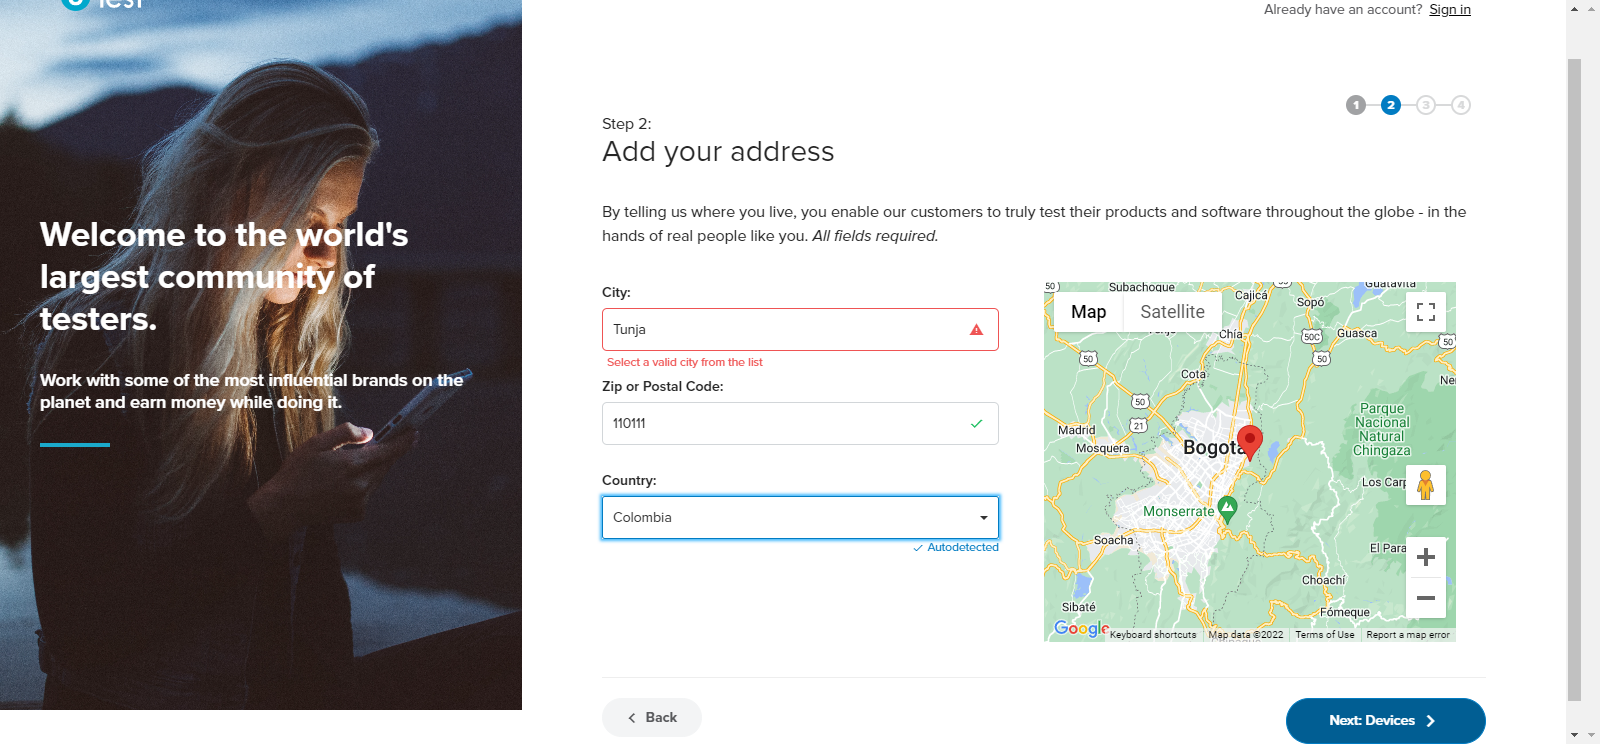 Test
Already have an account? Sign in
1 2 3 4
Step 2:
Add your address
By telling us where you live, you enable our customers to truly test their products and software throughout the globe - in the
hands of real people like you. All fields required.
Welcome to the world's
largest community of
testers.
Work with some of the most influential brands on the
planet and earn money while doing it.
City:
Tunja
Select a valid city from the list
Zip or Postal Code:
110111
Country:
Colombia
Autodetected
Map
Satellite
50
Subachoque
Cajicá
Sopó
Guatavita
Chía
50C
Guasca
50
50
50
Cota
50
21
Madrid
Mosquera
Bogotá
Parque
Nacional
Natural
Chingaza
Monserrate
Soacha
Choachí
Sibaté
Fómeque
Google
Keyboard shortcuts
Map data ©2022
Terms of Use
Report a map error
Back
Next: Devices